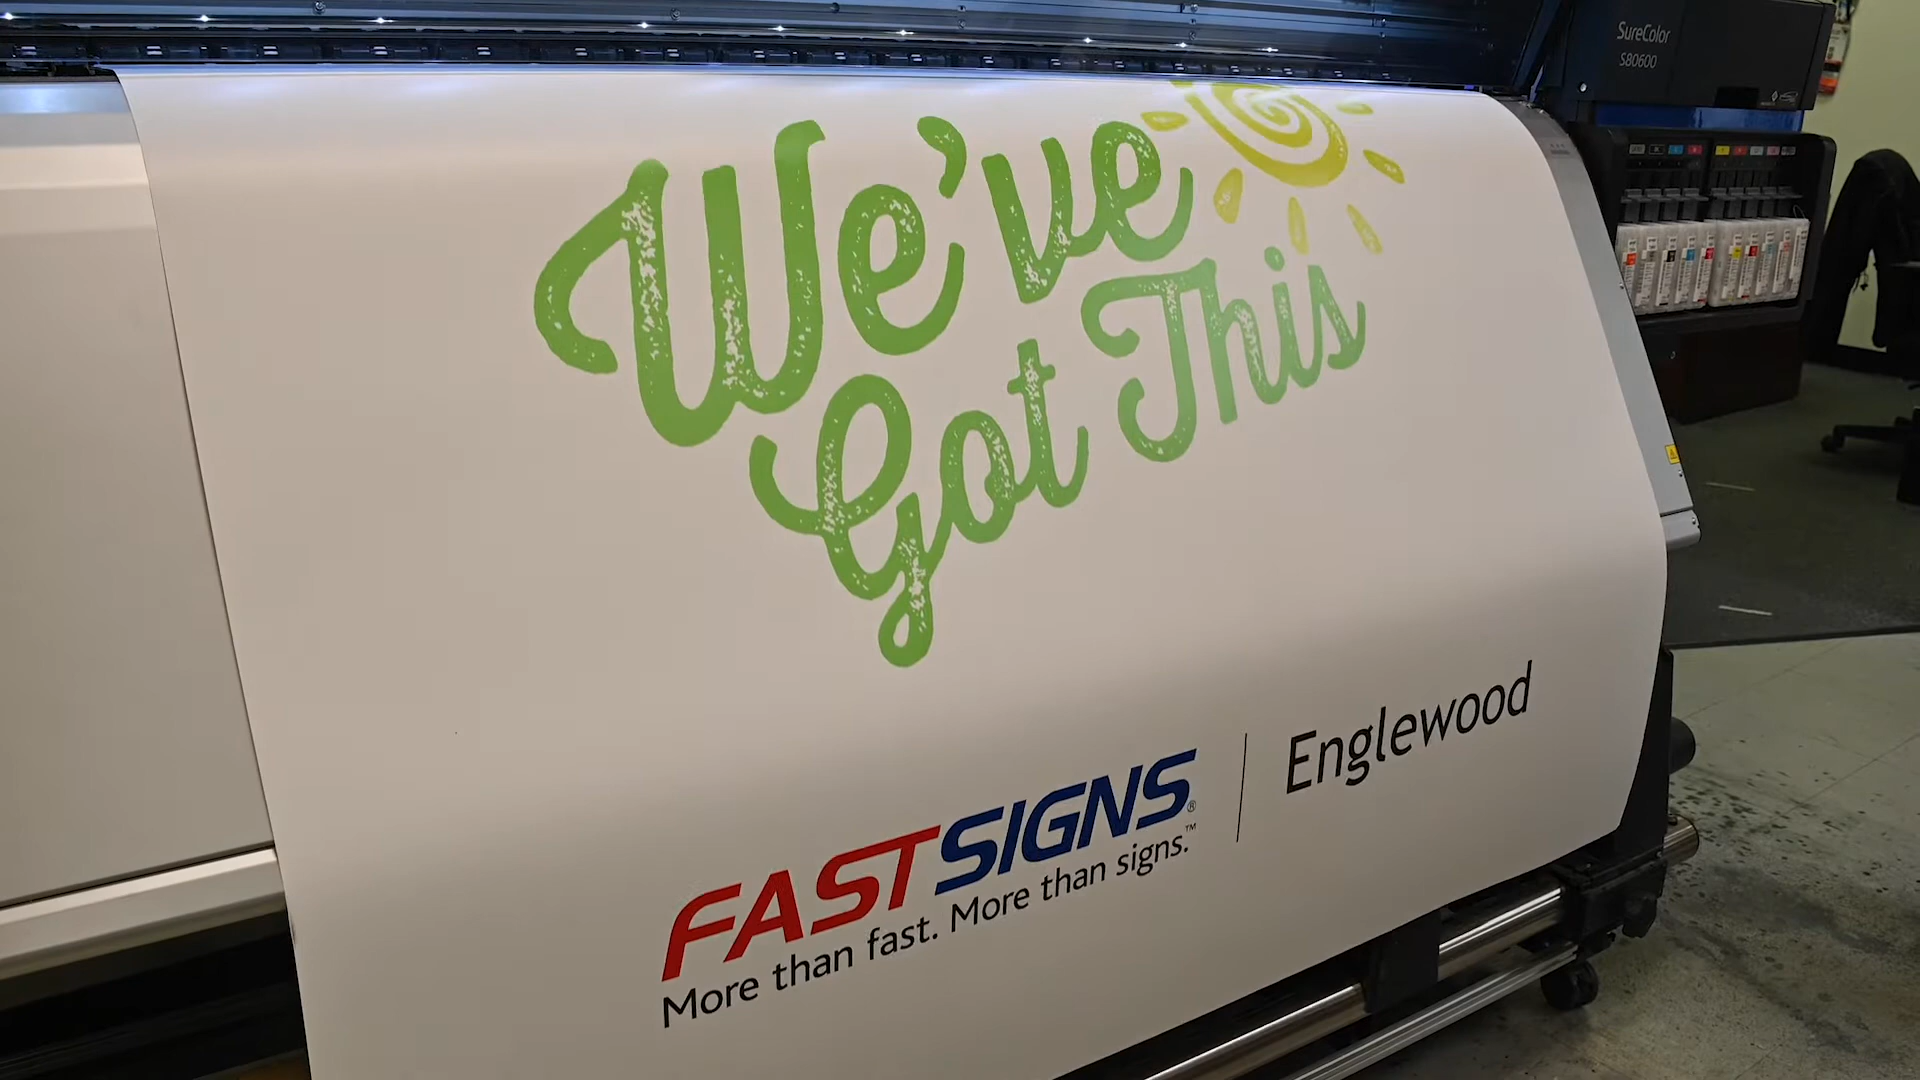 SureColor
S80600
We've
Got This
FASTSIGNS®
More than fast. More than signs.™
Englewood